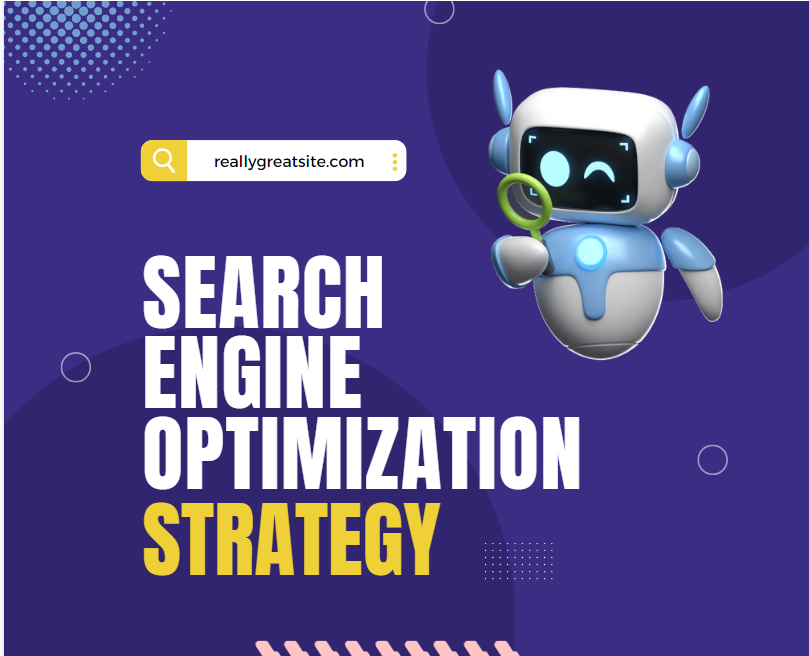 reallygreatsite.com
SEARCH
ENGINE
OPTIMIZATION
STRATEGY